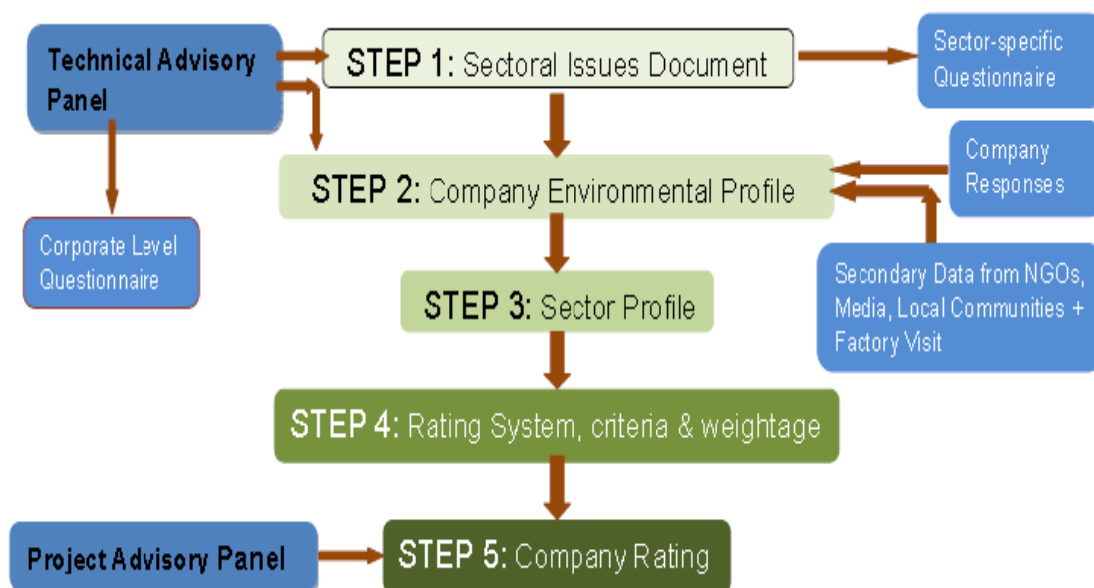 Technical Advisory
Panel
STEP 1: Sectoral Issues Document
Sector-specific
Questionnaire
STEP 2: Company Environmental Profile
Company
Responses
Corporate Level
Questionnaire
Secondary Data from NGOs,
Media, Local Communities +
Factory Visit
STEP 3: Sector Profile
STEP 4: Rating System, criteria & weightage
Project Advisory Panel
STEP 5: Company Rating